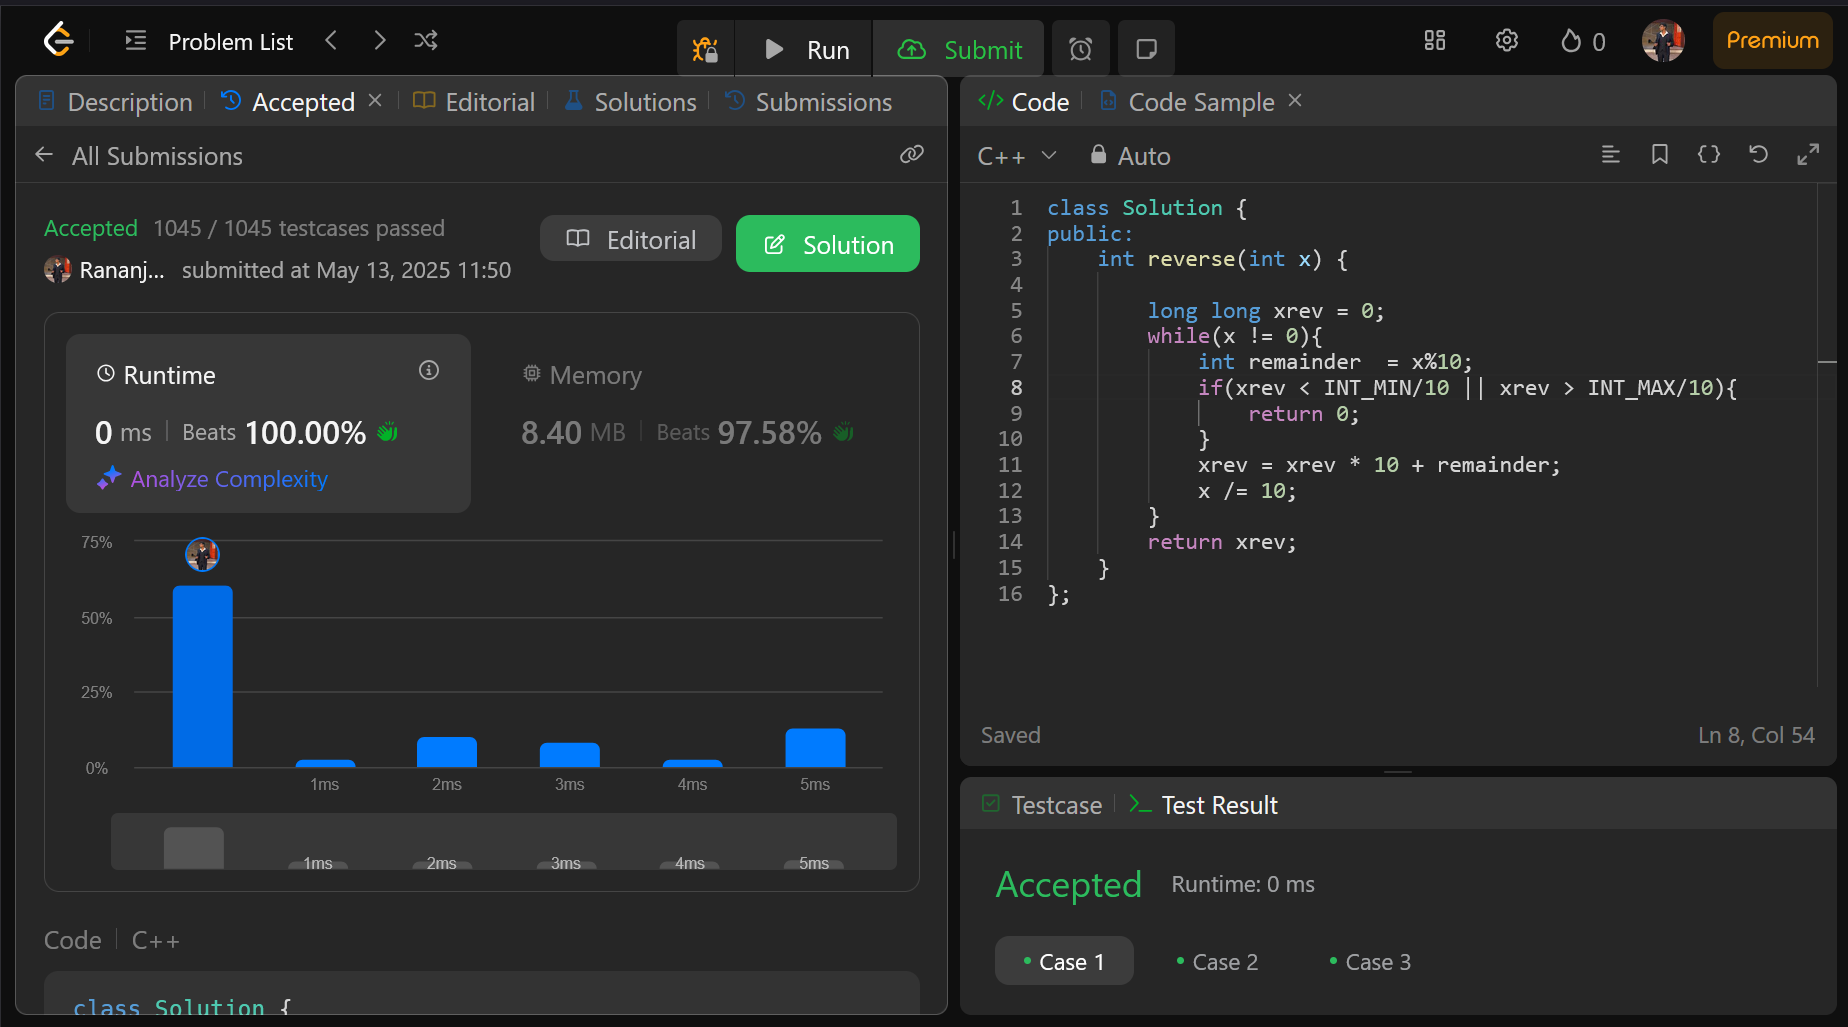 Problem List
Run
Submit
0
Premium
Description
Accepted
Editorial
Solutions
Submissions
All Submissions
Accepted 1045 / 1045 testcases passed
Rananj... submitted at May 13, 2025 11:50
Editorial
Solution
Runtime
0 ms Beats 100.00%
Analyze Complexity
Memory
8.40 MB Beats 97.58%
75%
50%
25%
0%
1ms 2ms 3ms 4ms 5ms
1ms 2ms 3ms 4ms 5ms
Code C++
class Solution {
</> Code
Code Sample
C++
Auto
1 class Solution {
2 public:
3     int reverse(int x) {
4
5         long long xrev = 0;
6         while(x != 0){
7             int remainder  = x%10;
8             if(xrev < INT_MIN/10 || xrev > INT_MAX/10){
9                 return 0;
10             }
11             xrev = xrev * 10 + remainder;
12             x /= 10;
13         }
14         return xrev;
15     }
16 };
Saved
Ln 8, Col 54
Testcase
Test Result
Accepted Runtime: 0 ms
Case 1
Case 2
Case 3